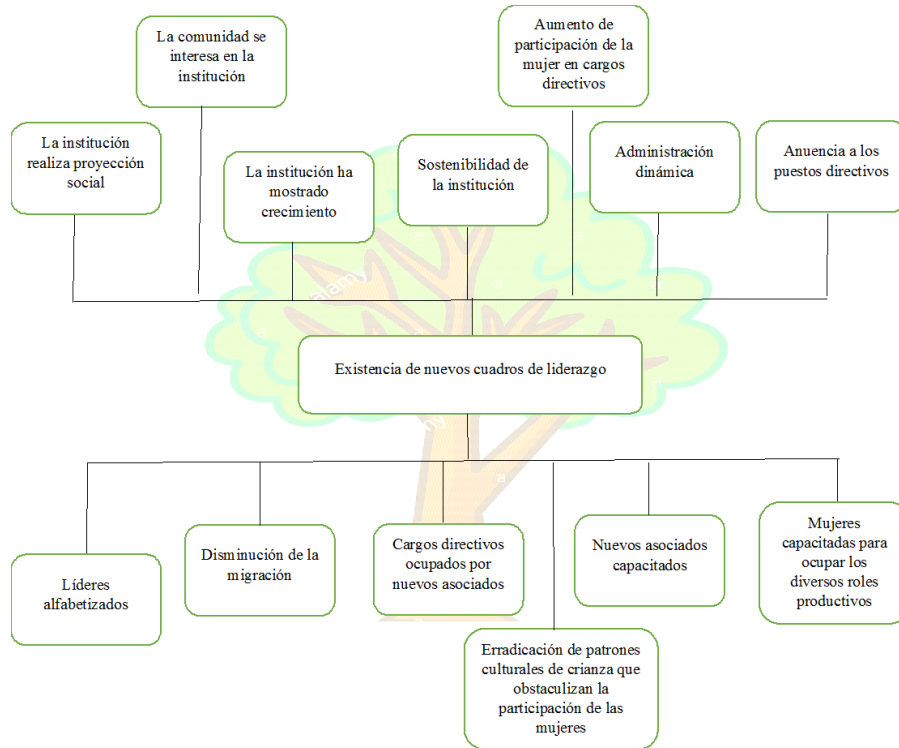 La comunidad se
interesa en la
institución
Aumento de
participación de la
mujer en cargos
directivos
La institución
realiza proyección
social
La institución ha
mostrado
crecimiento
Sostenibilidad de
la institución
Administración
dinámica
Anuencia a los
puestos directivos
alamy
Existencia de nuevos cuadros de liderazgo
Líderes
alfabetizados
Disminución de la
migración
Cargos directivos
ocupados por
nuevos asociados
Nuevos asociados
capacitados
Mujeres
capacitadas para
ocupar los
diversos roles
productivos
Erradicación de patrones
culturales de crianza que
obstaculizan la
participación de las
mujeres